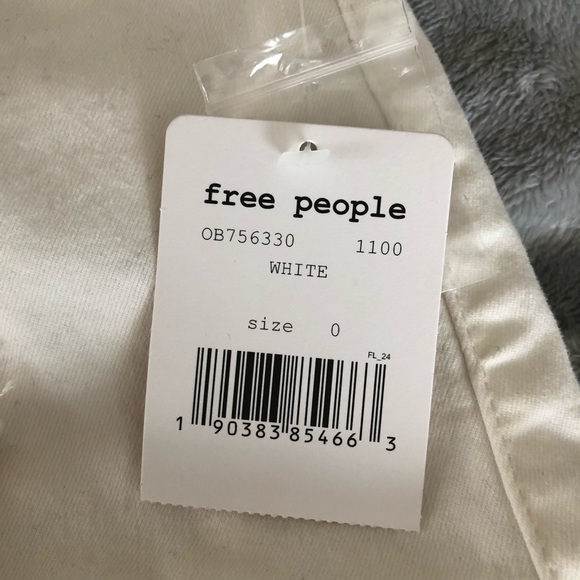 free people
OB756330 1100
WHITE
size 0
FL_24
1 90383 85466 3